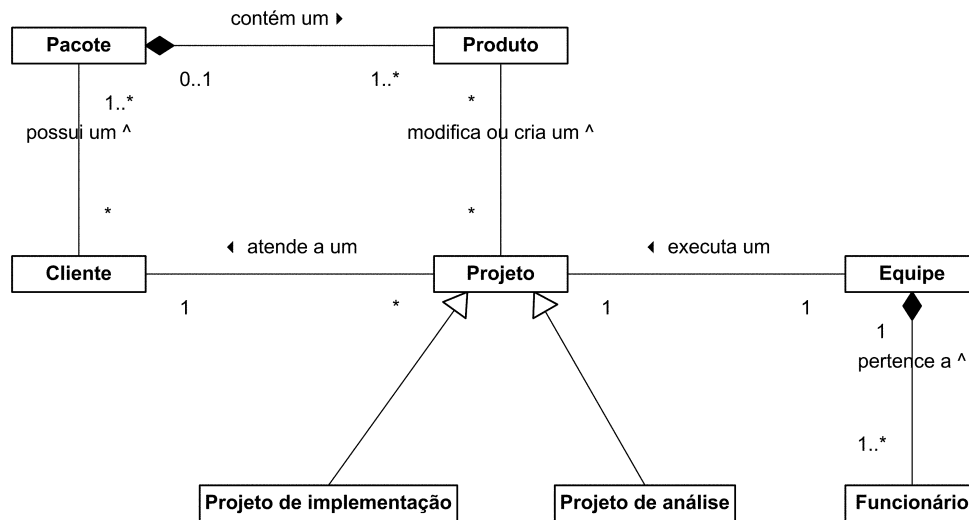 contém um ▸
Pacote
Produto
0..1
1..*
1..*
*
possui um ^
modifica ou cria um ^
*
*
◂ atende a um
◂ executa um
Cliente
Projeto
Equipe
1
*
1
1
1
pertence a ^
1..*
Projeto de implementação
Projeto de análise
Funcionário